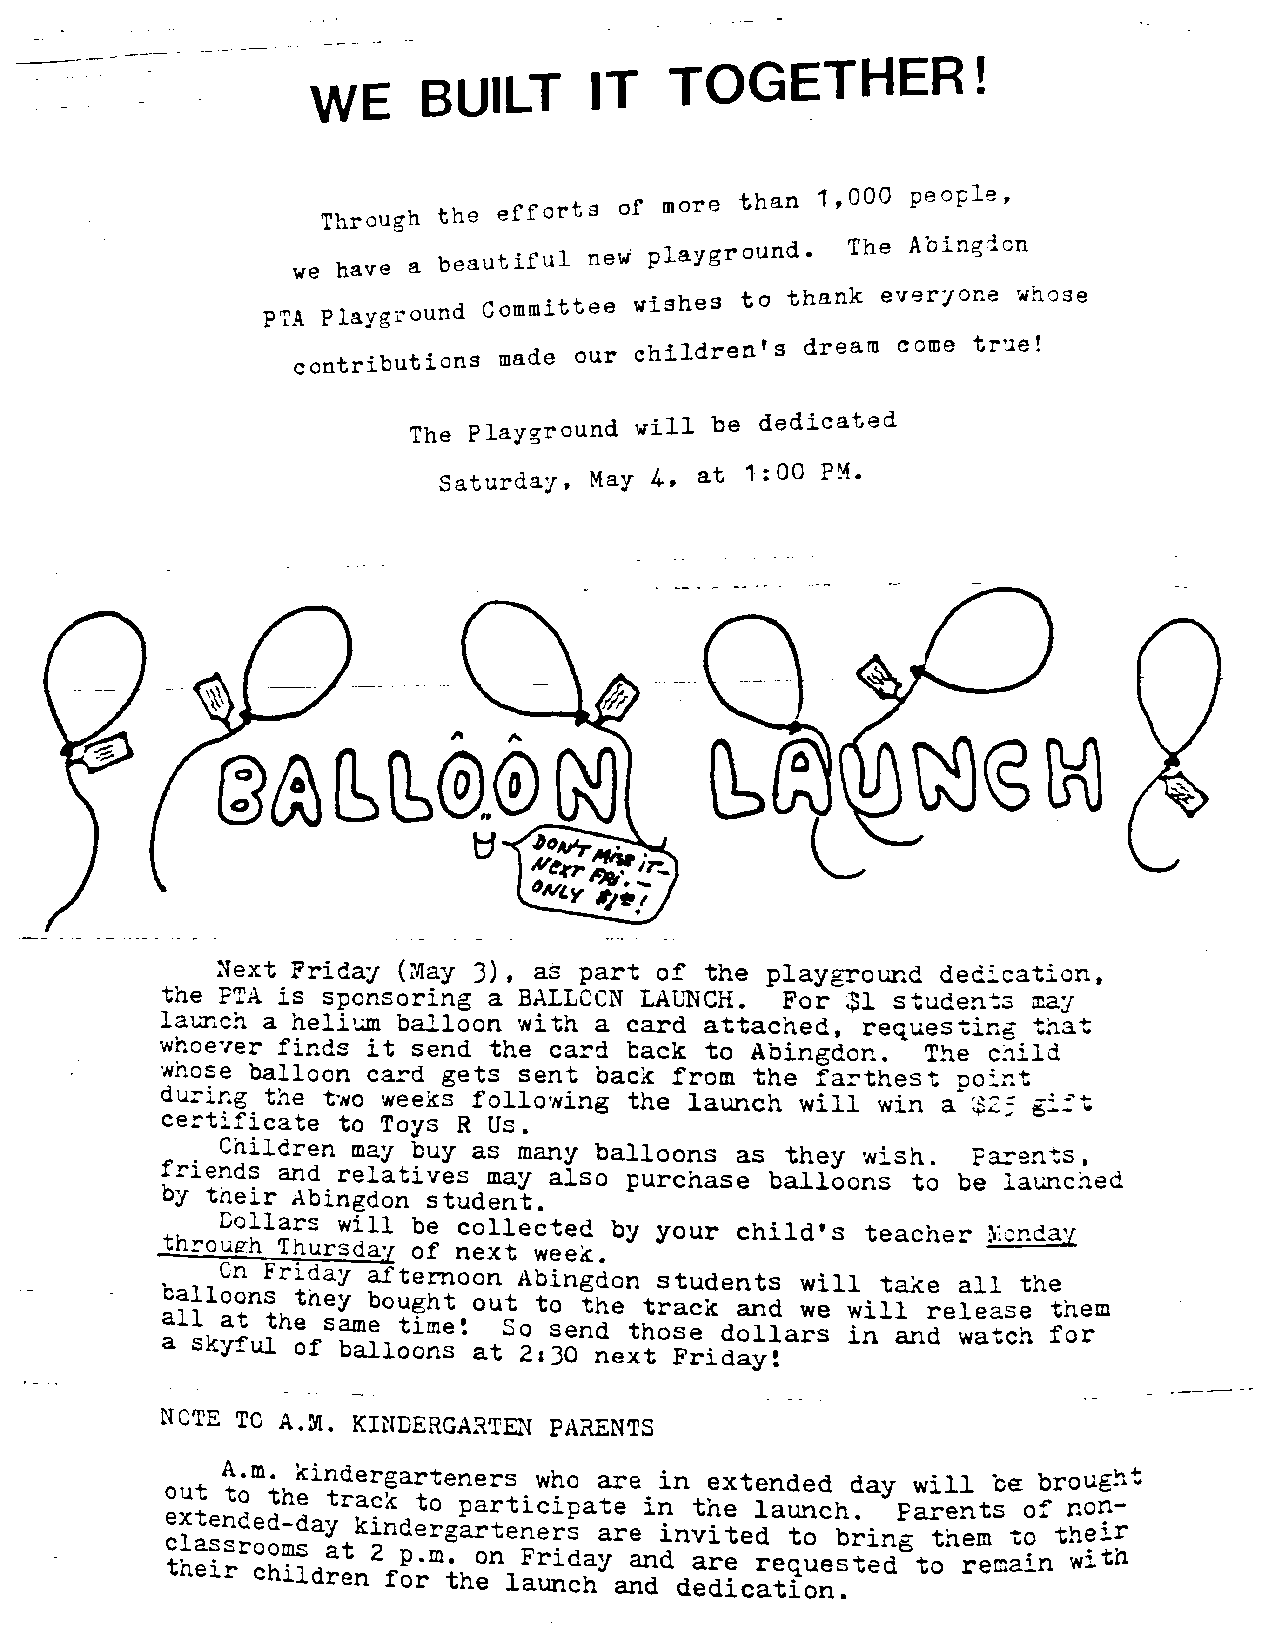 WE BUILT IT TOGETHER!
Through the efforts of more than 1,000 people,
we have a beautiful new playground. The Abingdon
PTA Playground Committee wishes to thank everyone whose
contributions made our children's dream come true!
The Playground will be dedicated
Saturday, May 4, at 1:00 PM.
BALLOON LAUNCH
DON'T MISS IT-
NEXT FRI. -
ONLY $1!
Next Friday (May 3), as part of the playground dedication,
the PTA is sponsoring a BALLOON LAUNCH. For $1 students may
launch a helium balloon with a card attached, requesting that
whoever finds it send the card back to Abingdon. The child
whose balloon card gets sent back from the farthest point
during the two weeks following the launch will win a $25 gift
certificate to Toys R Us.
Children may buy as many balloons as they wish. Parents,
friends and relatives may also purchase balloons to be launched
by their Abingdon student.
Dollars will be collected by your child's teacher Monday
through Thursday of next week.
On Friday afternoon Abingdon students will take all the
balloons they bought out to the track and we will release them
all at the same time! So send those dollars in and watch for
a skyful of balloons at 2:30 next Friday!
NOTE TO A.M. KINDERGARTEN PARENTS
A.m. kindergarteners who are in extended day will be brought
out to the track to participate in the launch. Parents of non-
extended-day kindergarteners are invited to bring them to their
classrooms at 2 p.m. on Friday and are requested to remain with
their children for the launch and dedication.